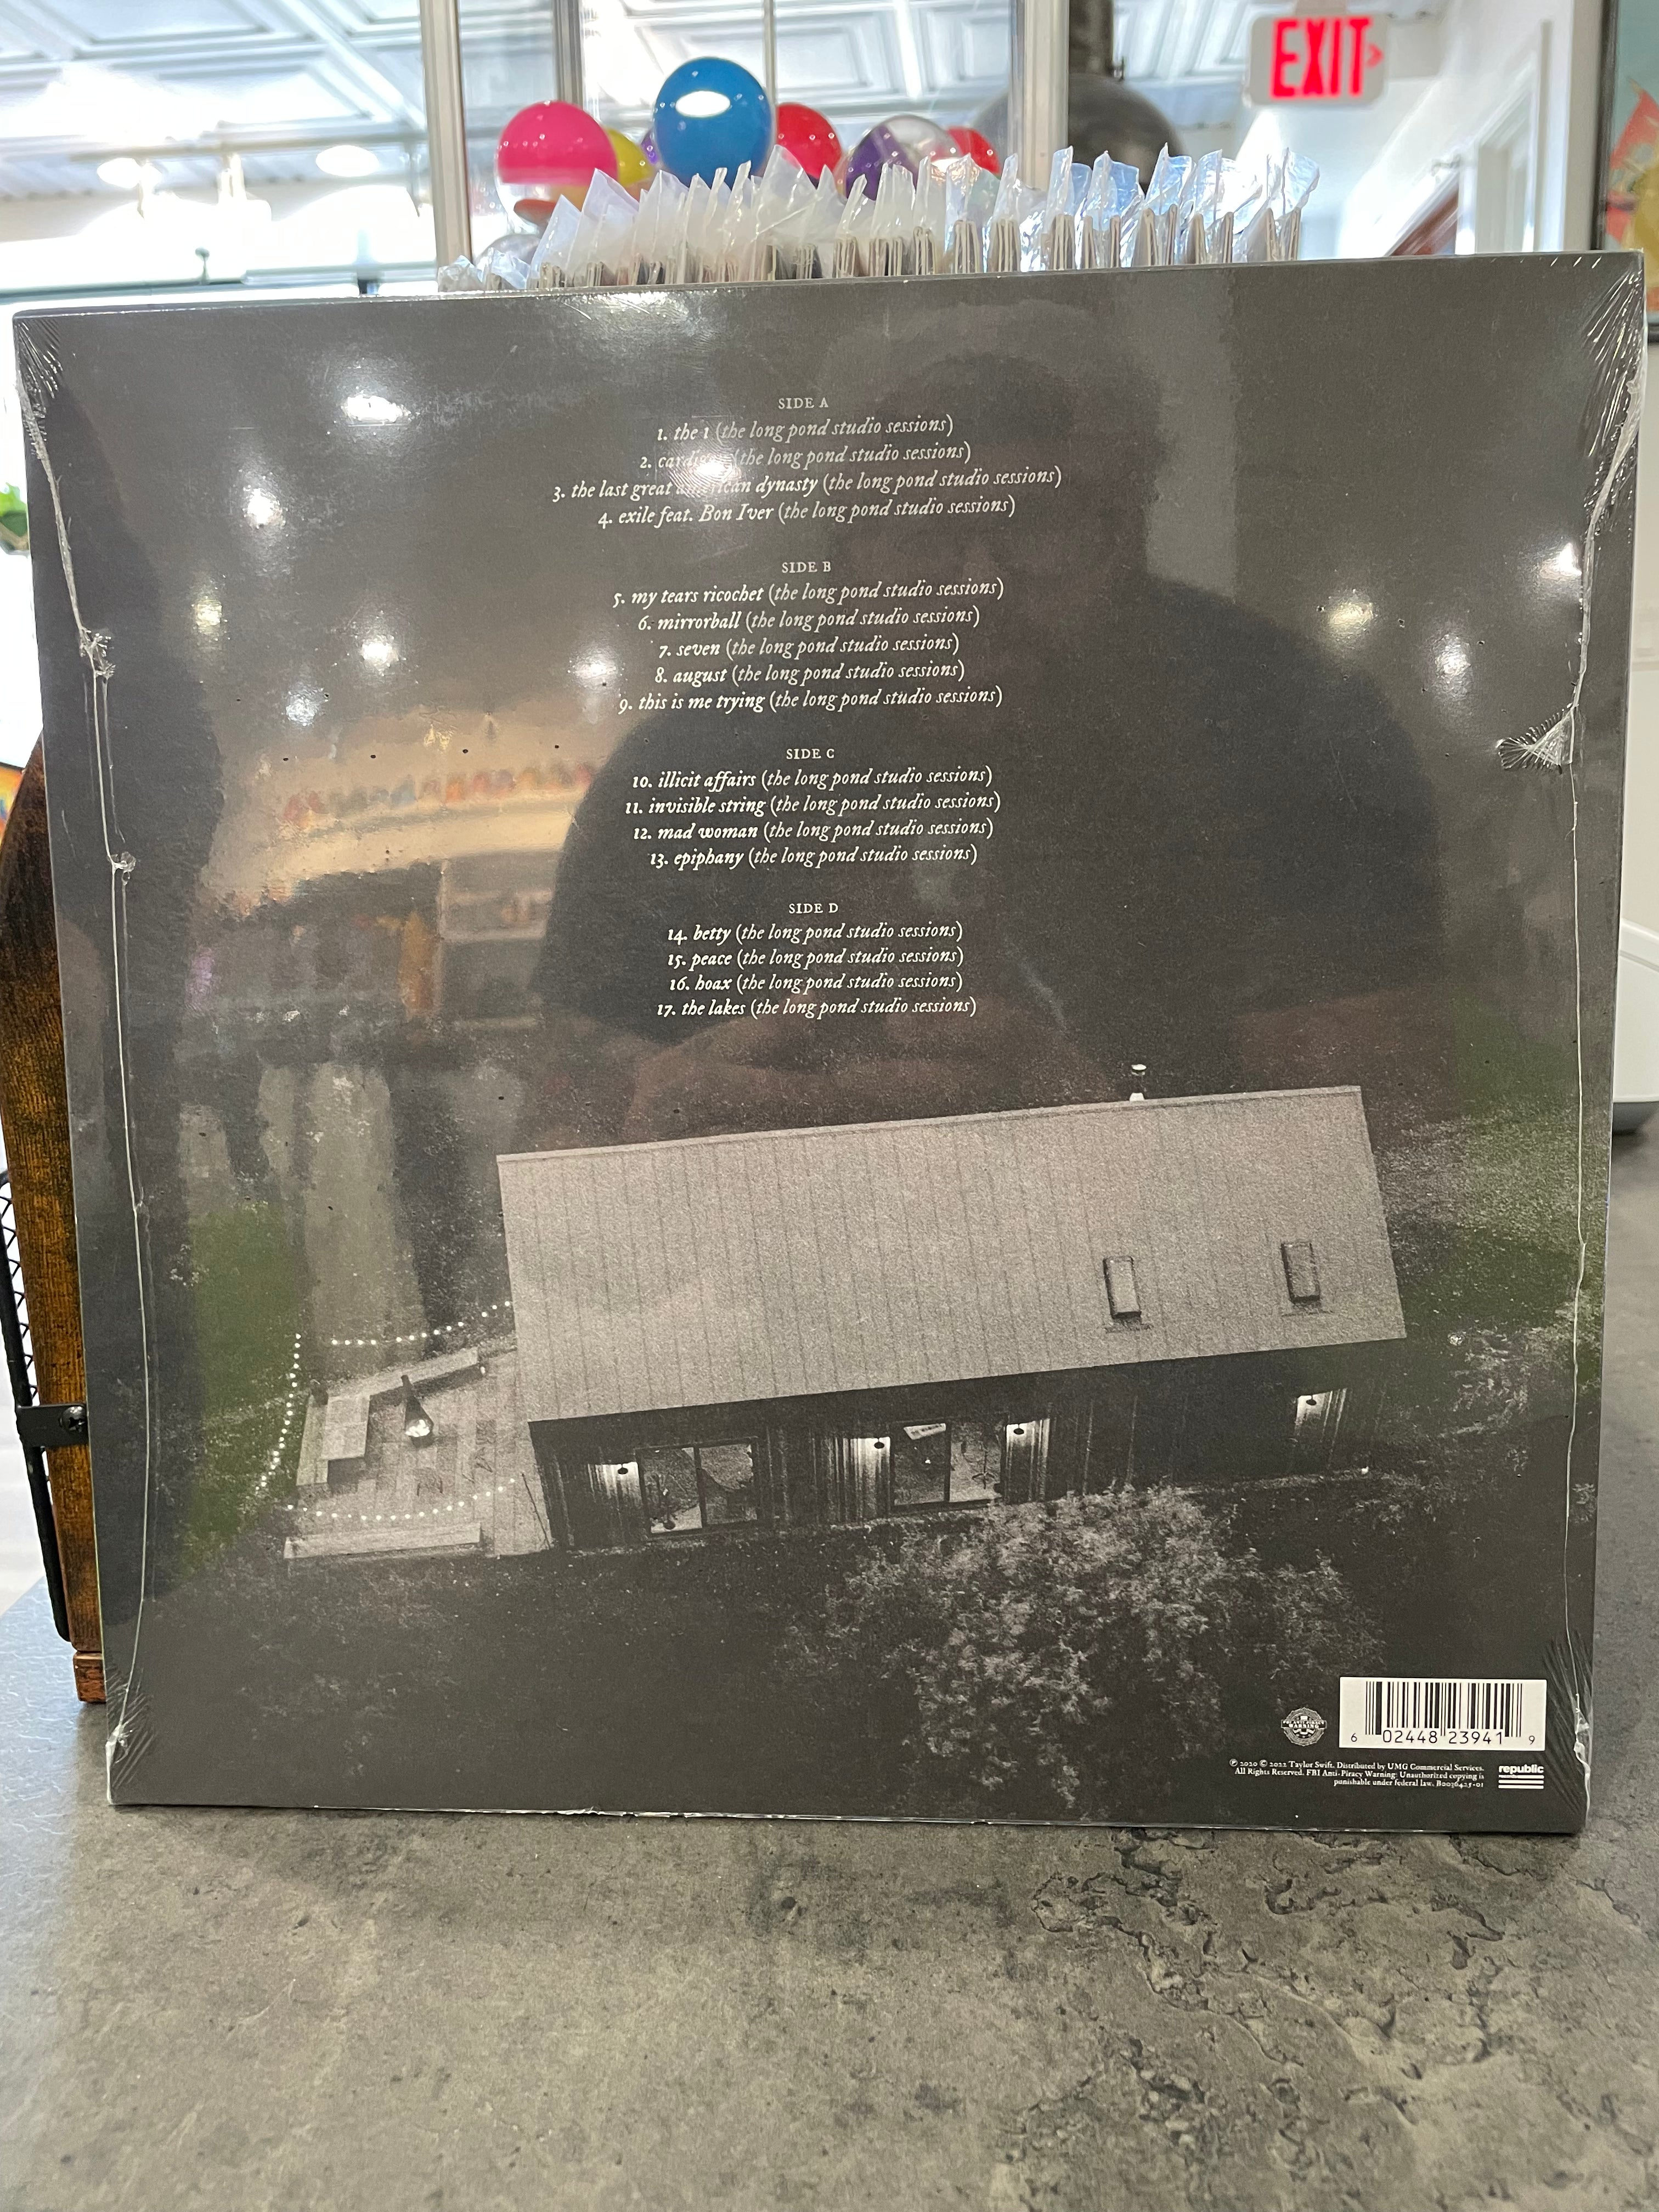 EXIT
SIDE A
1. the 1 (the long pond studio sessions)
2. cardigan (the long pond studio sessions)
3. the last great american dynasty (the long pond studio sessions)
4. exile feat. Bon Iver (the long pond studio sessions)
SIDE B
5. my tears ricochet (the long pond studio sessions)
6. mirrorball (the long pond studio sessions)
7. seven (the long pond studio sessions)
8. august (the long pond studio sessions)
9. this is me trying (the long pond studio sessions)
SIDE C
10. illicit affairs (the long pond studio sessions)
11. invisible string (the long pond studio sessions)
12. mad woman (the long pond studio sessions)
13. epiphany (the long pond studio sessions)
SIDE D
14. betty (the long pond studio sessions)
15. peace (the long pond studio sessions)
16. hoax (the long pond studio sessions)
17. the lakes (the long pond studio sessions)
6 02448 23941 9
℗ 2020 © 2022 Taylor Swift. Distributed by UMG Commercial Services.
All Rights Reserved. FBI Anti-Piracy Warning: Unauthorized copying is
punishable under federal law. B0036425-01
republic